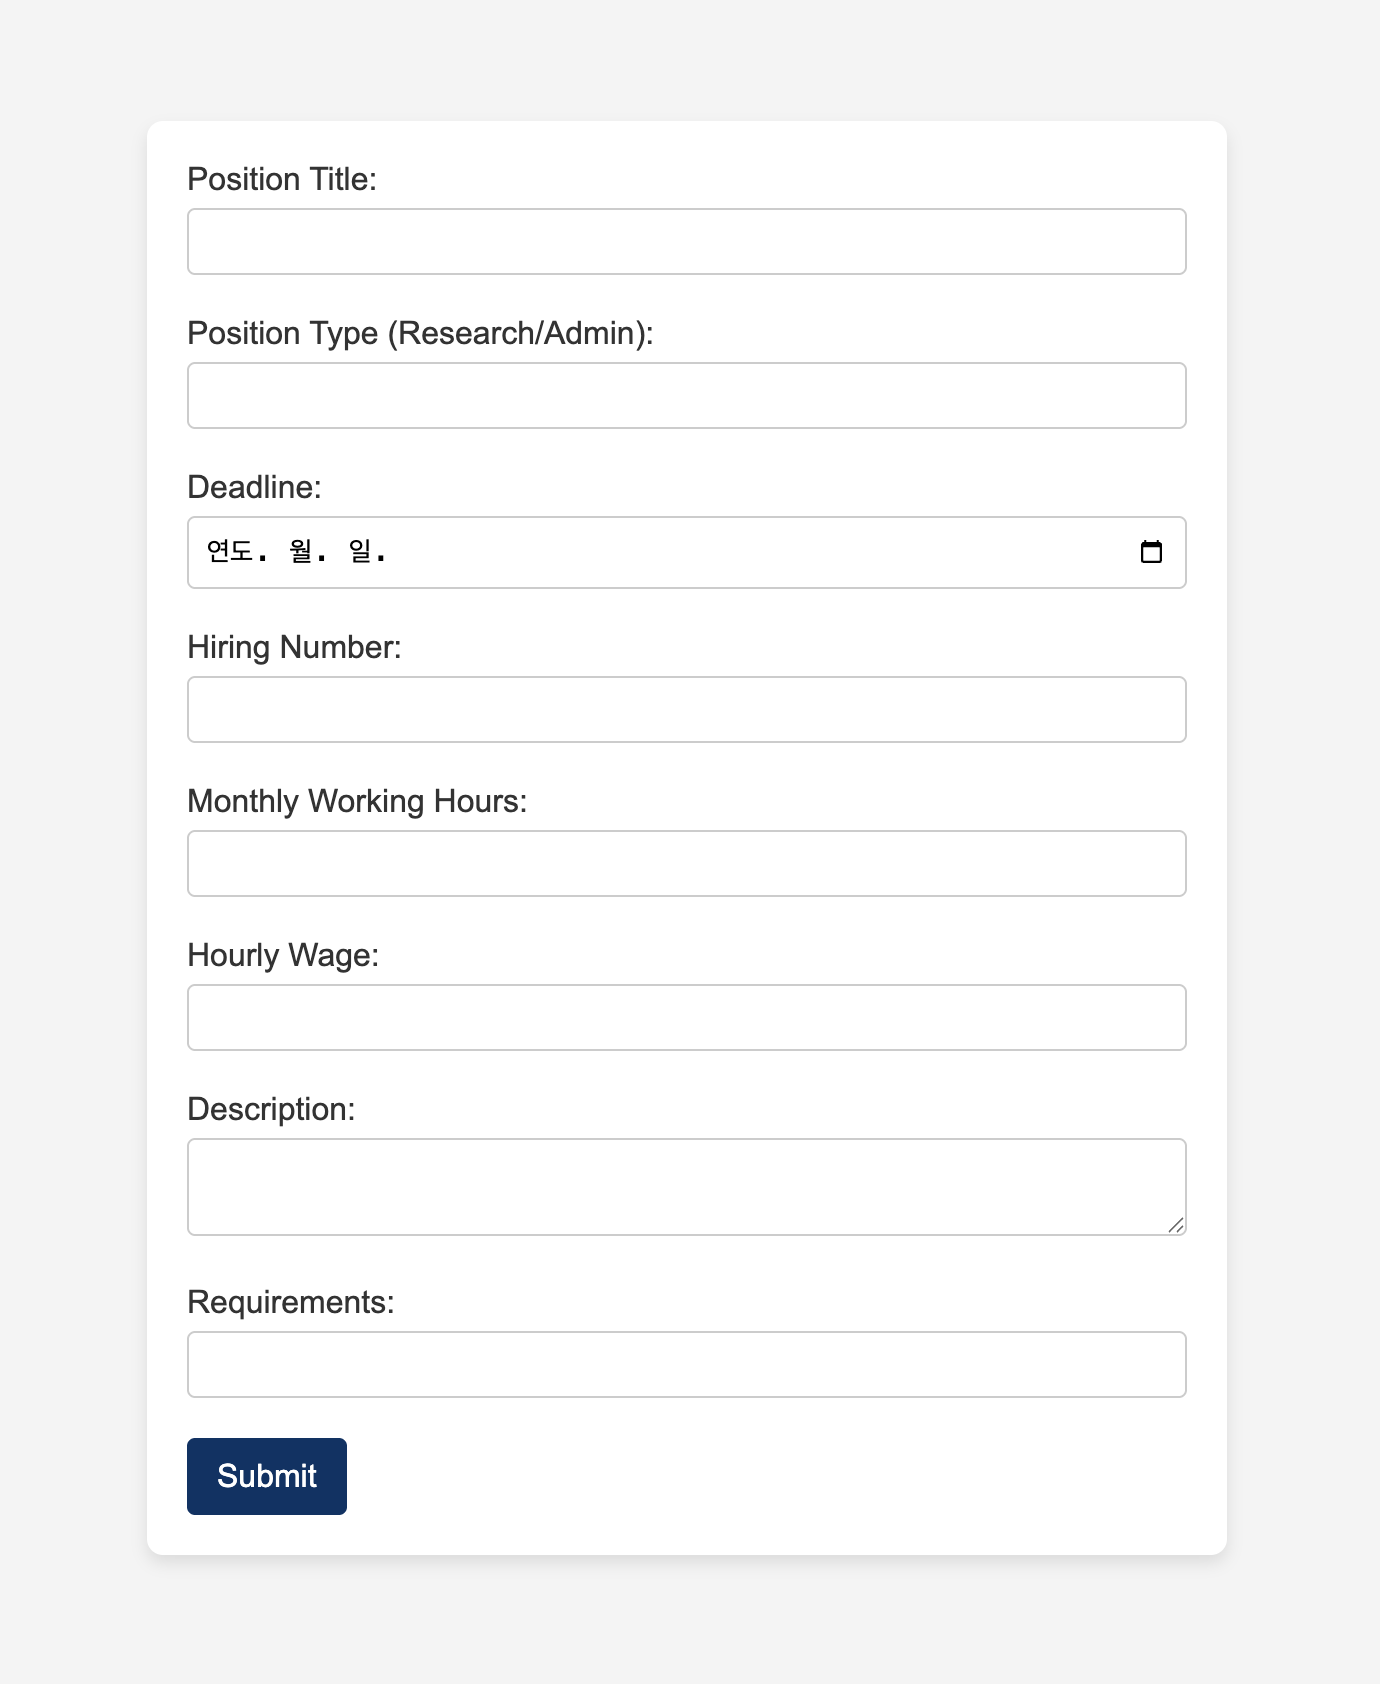 Position Title:
Position Type (Research/Admin):
Deadline:
연도. 월. 일.
Hiring Number:
Monthly Working Hours:
Hourly Wage:
Description:
Requirements:
Submit